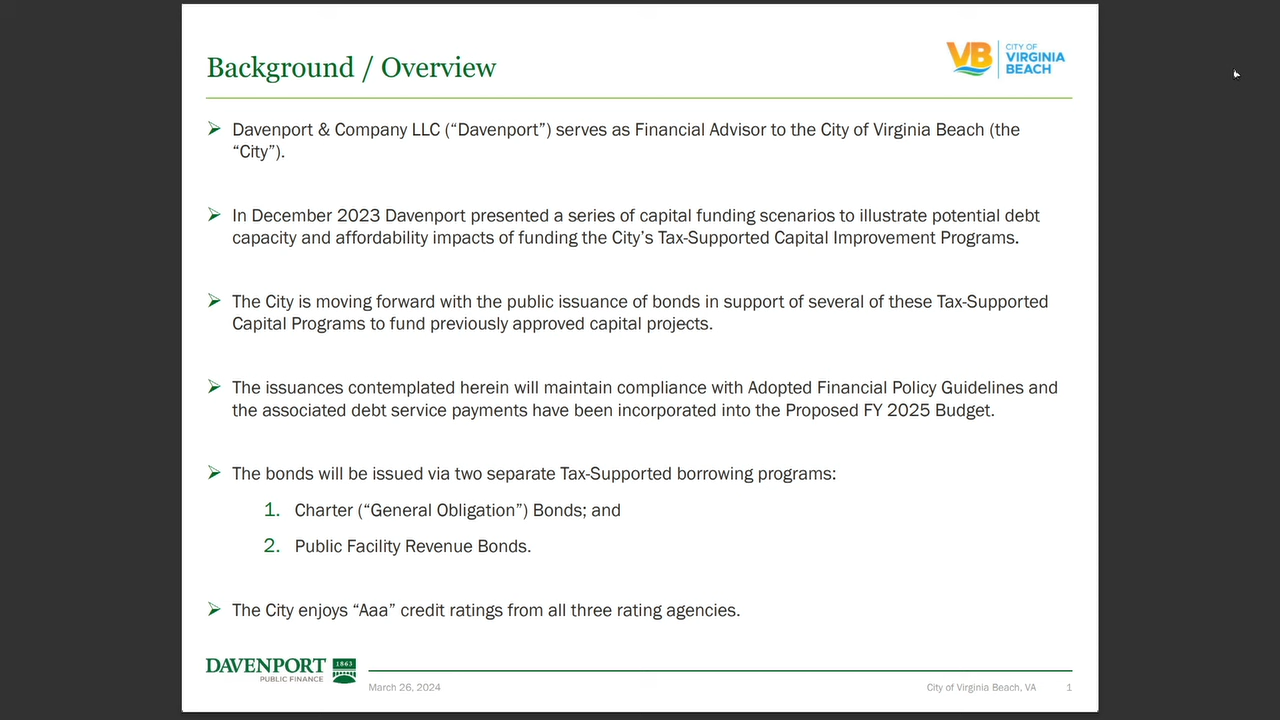 Background / Overview
VB
CITY OF
VIRGINIA
BEACH
Davenport & Company LLC (“Davenport”) serves as Financial Advisor to the City of Virginia Beach (the
“City”).
In December 2023 Davenport presented a series of capital funding scenarios to illustrate potential debt
capacity and affordability impacts of funding the City’s Tax-Supported Capital Improvement Programs.
The City is moving forward with the public issuance of bonds in support of several of these Tax-Supported
Capital Programs to fund previously approved capital projects.
The issuances contemplated herein will maintain compliance with Adopted Financial Policy Guidelines and
the associated debt service payments have been incorporated into the Proposed FY 2025 Budget.
The bonds will be issued via two separate Tax-Supported borrowing programs:
1. Charter (“General Obligation”) Bonds; and
2. Public Facility Revenue Bonds.
The City enjoys “Aaa” credit ratings from all three rating agencies.
DAVENPORT
1863
PUBLIC FINANCE
March 26, 2024
City of Virginia Beach, VA
1